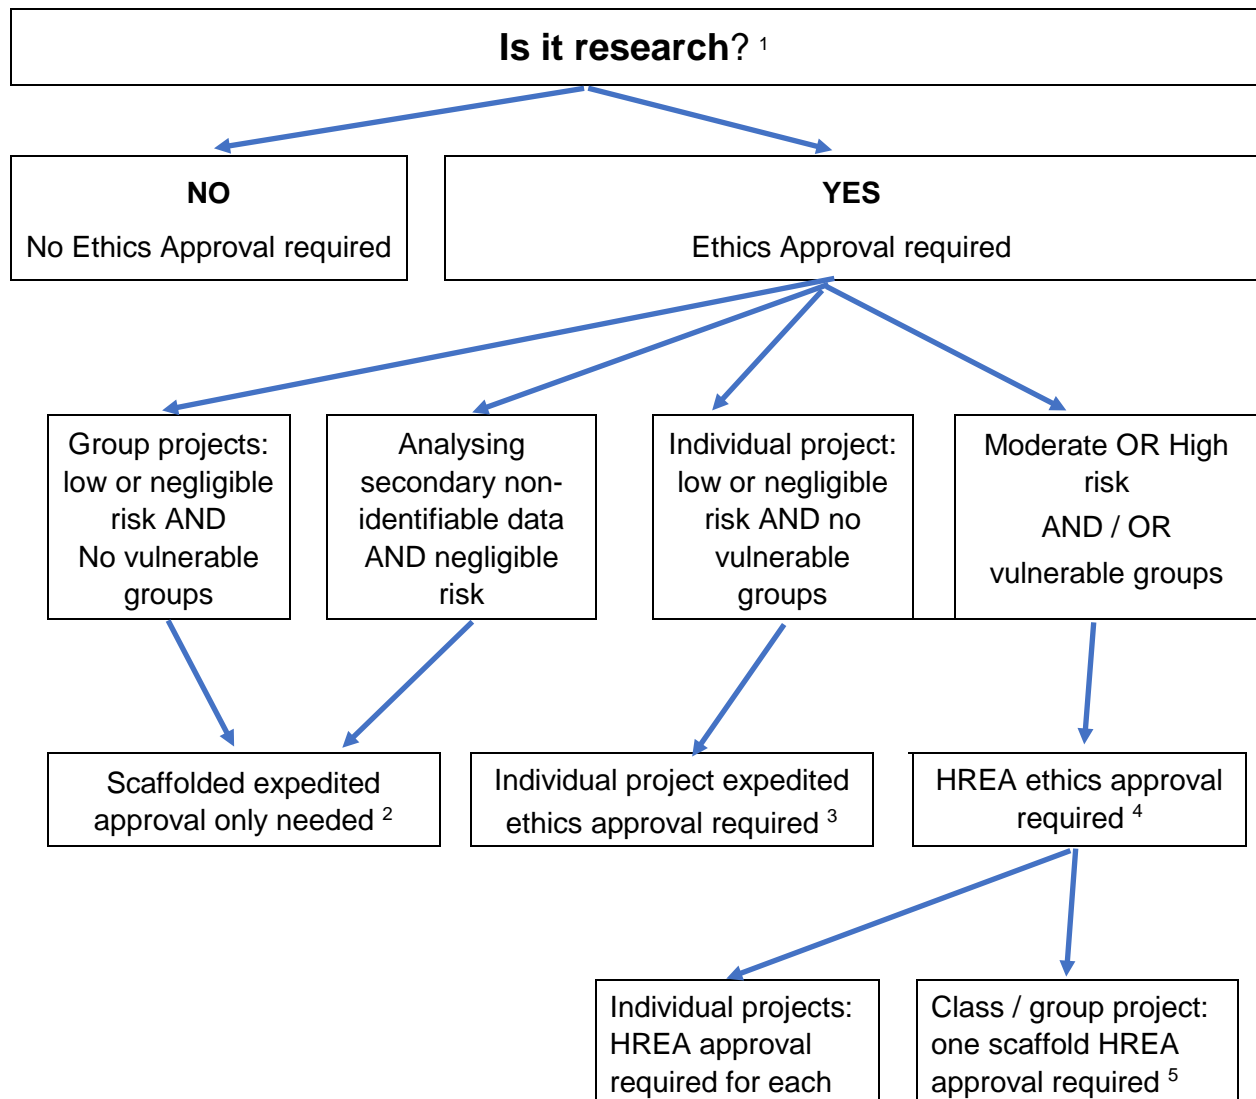 Is it research? 1
NO
No Ethics Approval required
YES
Ethics Approval required
Group projects:
low or negligible
risk AND
No vulnerable
groups
Analysing
secondary non-
identifiable data
AND negligible
risk
Individual project:
low or negligible
risk AND no
vulnerable
groups
Moderate OR High
risk
AND / OR
vulnerable groups
Scaffolded expedited
approval only needed 2
Individual project expedited
ethics approval required 3
HREA ethics approval
required 4
Individual projects:
HREA approval
required for each
Class / group project:
one scaffold HREA
approval required 5